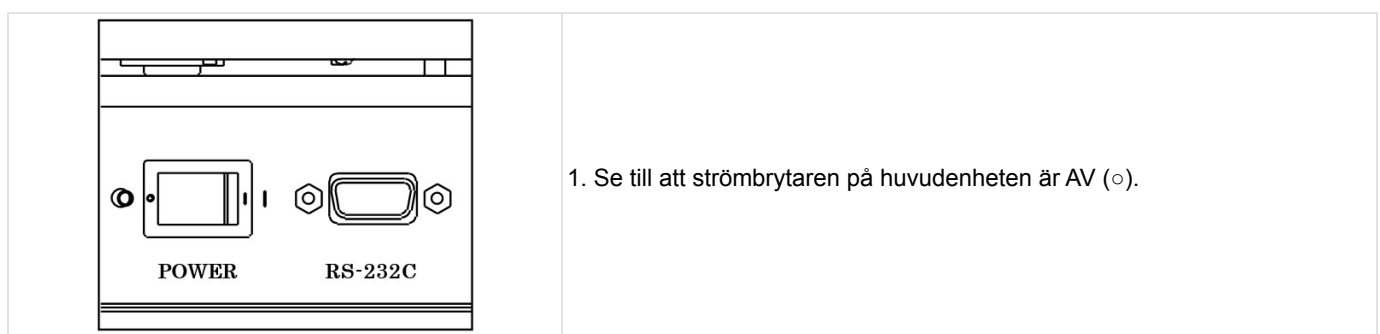 1. Se till att strömbrytaren på huvudenheten är AV (○).
POWER RS-232C